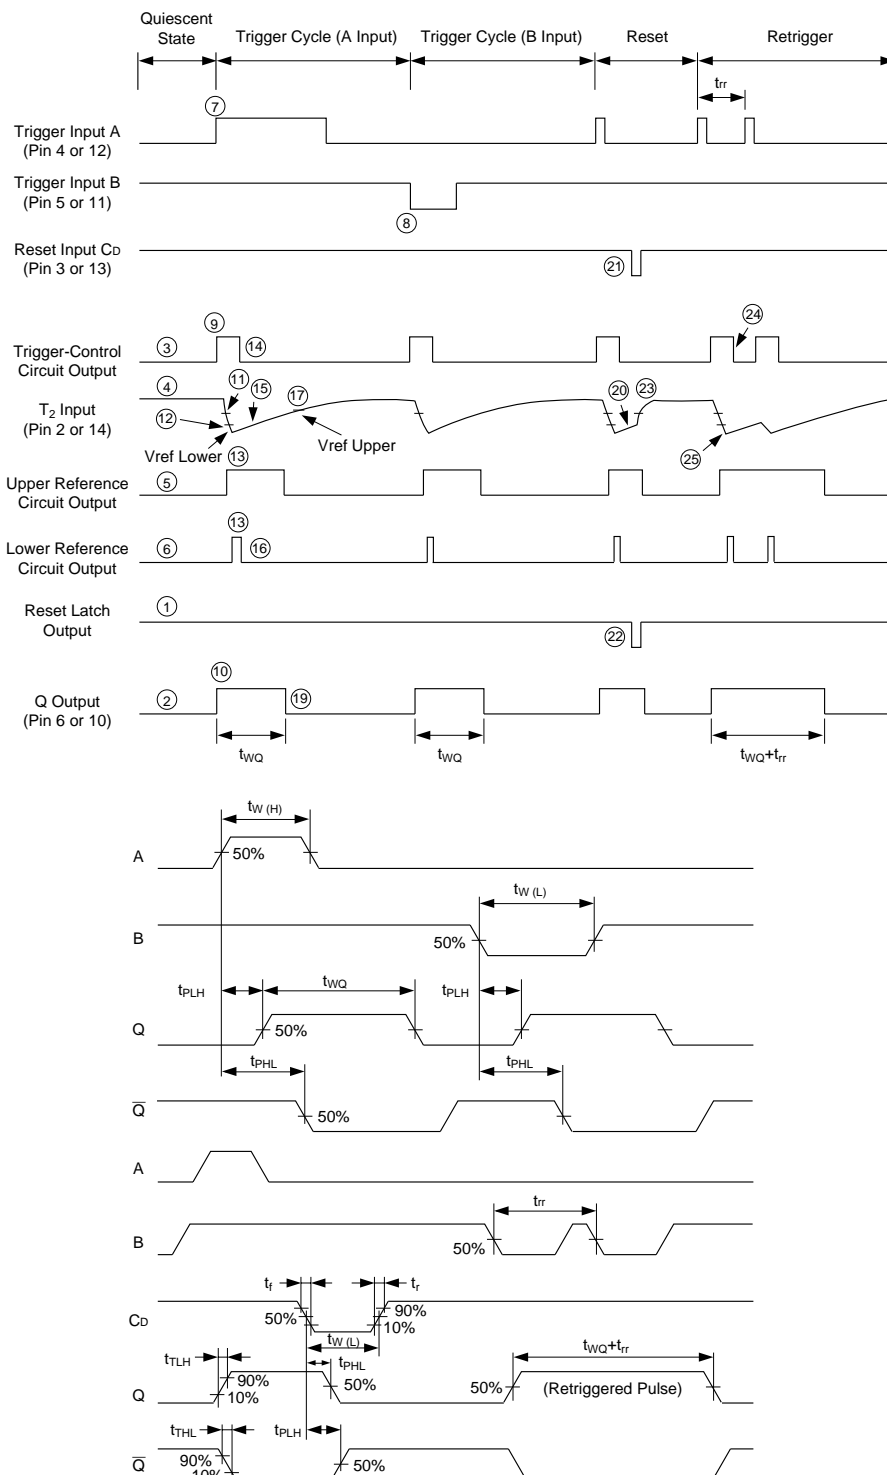 Quiescent
State
Trigger Cycle (A Input)
Trigger Cycle (B Input)
Reset
Retrigger
trr
7
Trigger Input A
(Pin 4 or 12)
Trigger Input B
(Pin 5 or 11)
8
Reset Input CD
(Pin 3 or 13)
21
9
24
3
14
Trigger-Control
Circuit Output
4
11
15
17
20
23
T2 Input
(Pin 2 or 14)
12
Vref Lower
13
Vref Upper
25
Upper Reference
Circuit Output
5
13
Lower Reference
Circuit Output
6
16
Reset Latch
Output
1
22
10
Q Output
(Pin 6 or 10)
2
19
tWQ
tWQ
tWQ+trr
tW (H)
A
50%
tW (L)
B
50%
tPLH
tWQ
tPLH
Q
50%
tPHL
tPHL
Q
50%
A
trr
B
50%
tf
tr
CD
50%
90%
10%
tW (L)
tTLH
tPHL
tWQ+trr
Q
90%
10%
50%
50%
(Retriggered Pulse)
tTHL
tPLH
Q
90%
10%
50%